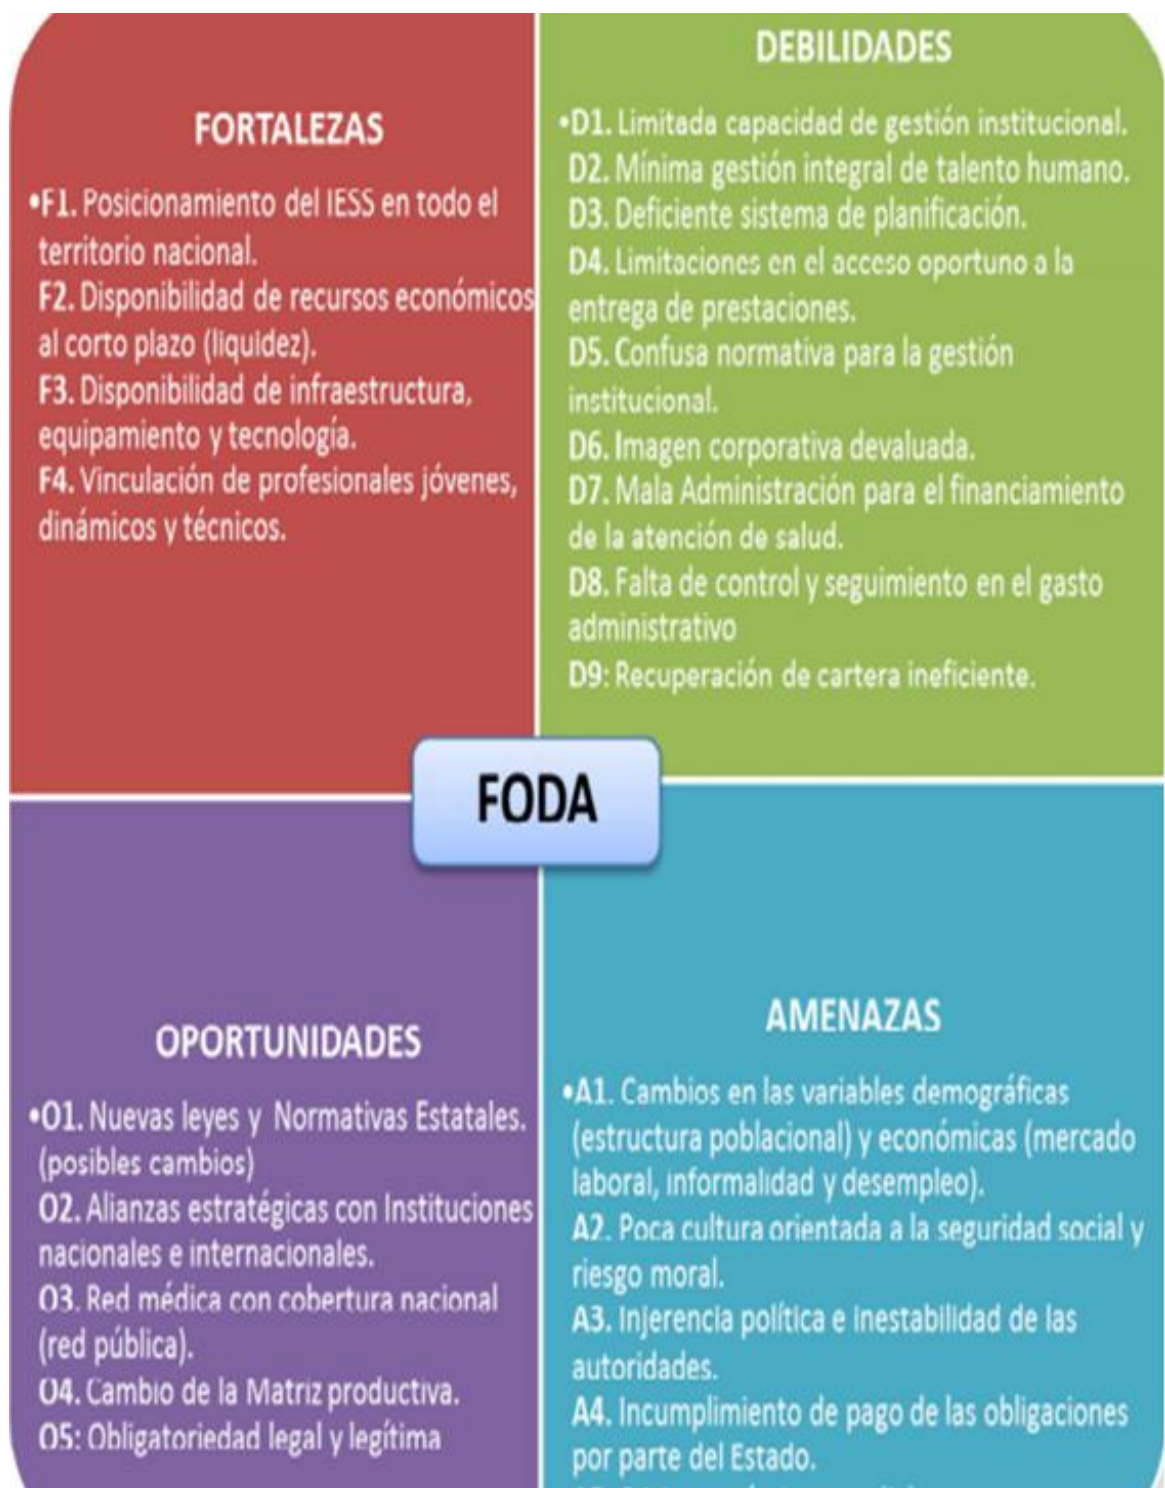 FORTALEZAS
•F1. Posicionamiento del IESS en todo el
territorio nacional.
F2. Disponibilidad de recursos económicos
al corto plazo (liquidez).
F3. Disponibilidad de infraestructura,
equipamiento y tecnología.
F4. Vinculación de profesionales jóvenes,
dinámicos y técnicos.
DEBILIDADES
•D1. Limitada capacidad de gestión institucional.
D2. Mínima gestión integral de talento humano.
D3. Deficiente sistema de planificación.
D4. Limitaciones en el acceso oportuno a la
entrega de prestaciones.
D5. Confusa normativa para la gestión
institucional.
D6. Imagen corporativa devaluada.
D7. Mala Administración para el financiamiento
de la atención de salud.
D8. Falta de control y seguimiento en el gasto
administrativo
D9: Recuperación de cartera ineficiente.
FODA
OPORTUNIDADES
•O1. Nuevas leyes y Normativas Estatales.
(posibles cambios)
O2. Alianzas estratégicas con Instituciones
nacionales e internacionales.
O3. Red médica con cobertura nacional
(red pública).
O4. Cambio de la Matriz productiva.
O5: Obligatoriedad legal y legítima
AMENAZAS
•A1. Cambios en las variables demográficas
(estructura poblacional) y económicas (mercado
laboral, informalidad y desempleo).
A2. Poca cultura orientada a la seguridad social y
riesgo moral.
A3. Injerencia política e inestabilidad de las
autoridades.
A4. Incumplimiento de pago de las obligaciones
por parte del Estado.